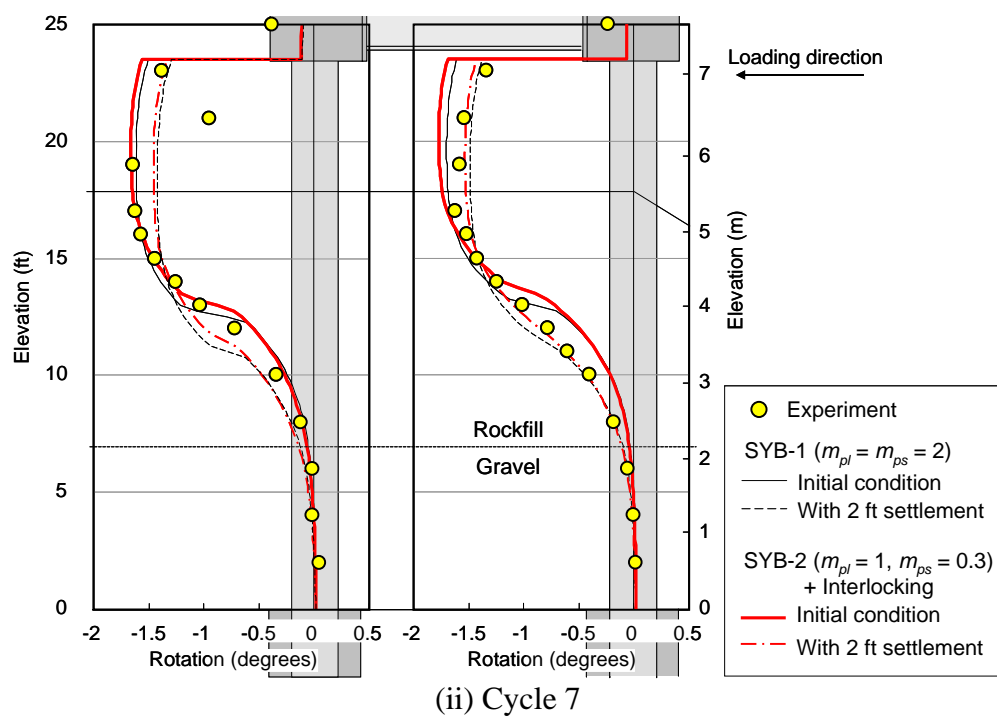 25
20
15
10
5
0
Elevation (ft)
-2 -1.5 -1 -0.5 0 0.5
Rotation (degrees)
-2 -1.5 -1 -0.5 0 0.5
Rotation (degrees)
7
6
5
4
3
2
1
0
Elevation (m)
Loading direction
Rockfill
Gravel
Experiment
SYB-1 (mpl = mps = 2)
Initial condition
With 2 ft settlement
SYB-2 (mpl = 1, mps = 0.3)
+ Interlocking
Initial condition
With 2 ft settlement
(ii) Cycle 7